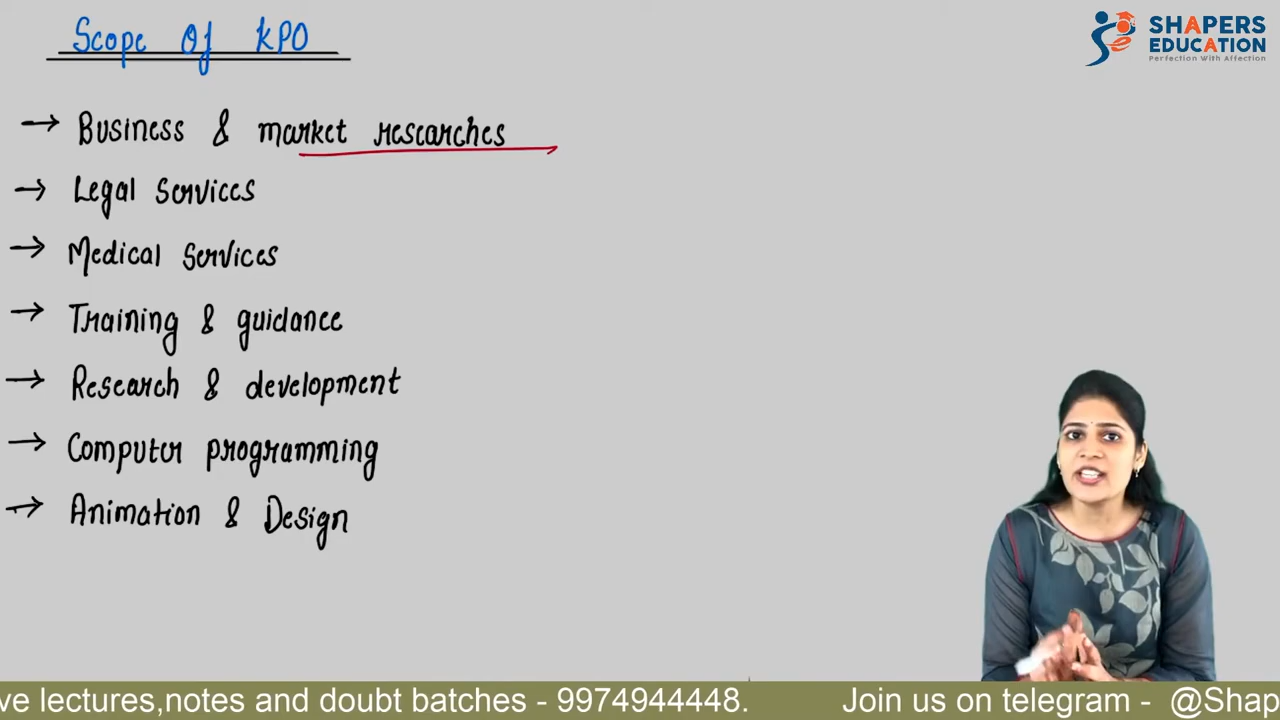 Scope Of KPO
SHAPERS
EDUCATION
Perfection With Affection
→ Business & market researches
→ Legal Services
→ Medical Services
→ Training & guidance
→ Research & development
→ Computer programming
→ Animation & Design
ve lectures,notes and doubt batches - 9974944448. Join us on telegram - @Shap